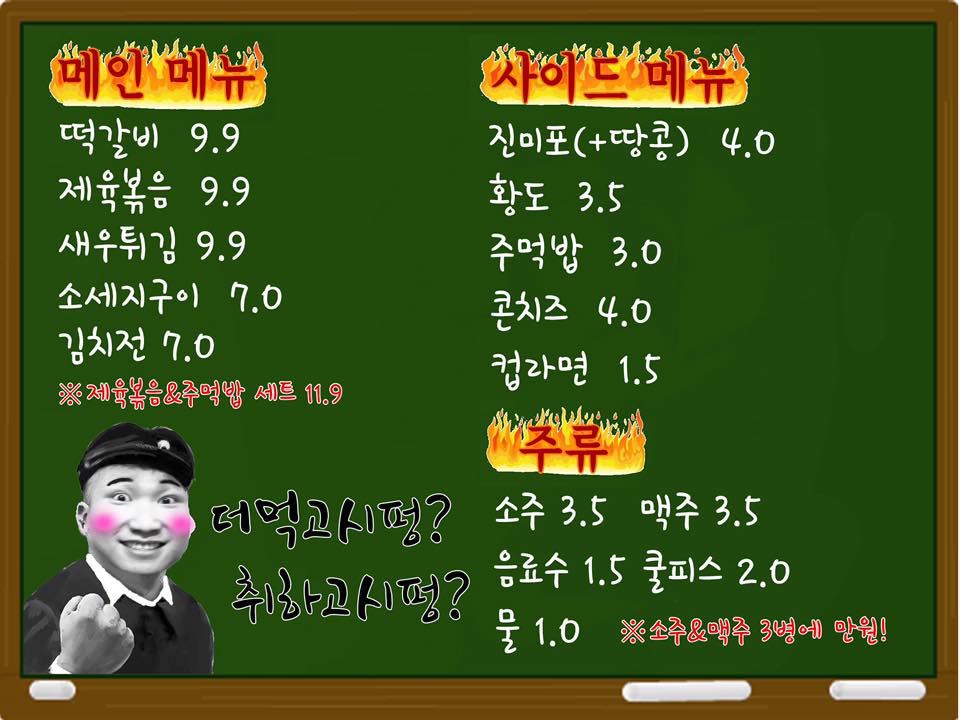 메인 메뉴
떡갈비 9.9
제육볶음 9.9
새우튀김 9.9
소세지구이 7.0
김치전 7.0
※제육볶음&주먹밥 세트 11.9
더먹고시펑?
취하고시펑?
사이드 메뉴
진미포(+땅콩) 4.0
황도 3.5
주먹밥 3.0
콘치즈 4.0
컵라면 1.5
주류
소주 3.5 맥주 3.5
음료수 1.5 쿨피스 2.0
물 1.0 ※소주&맥주 3병에 만원!